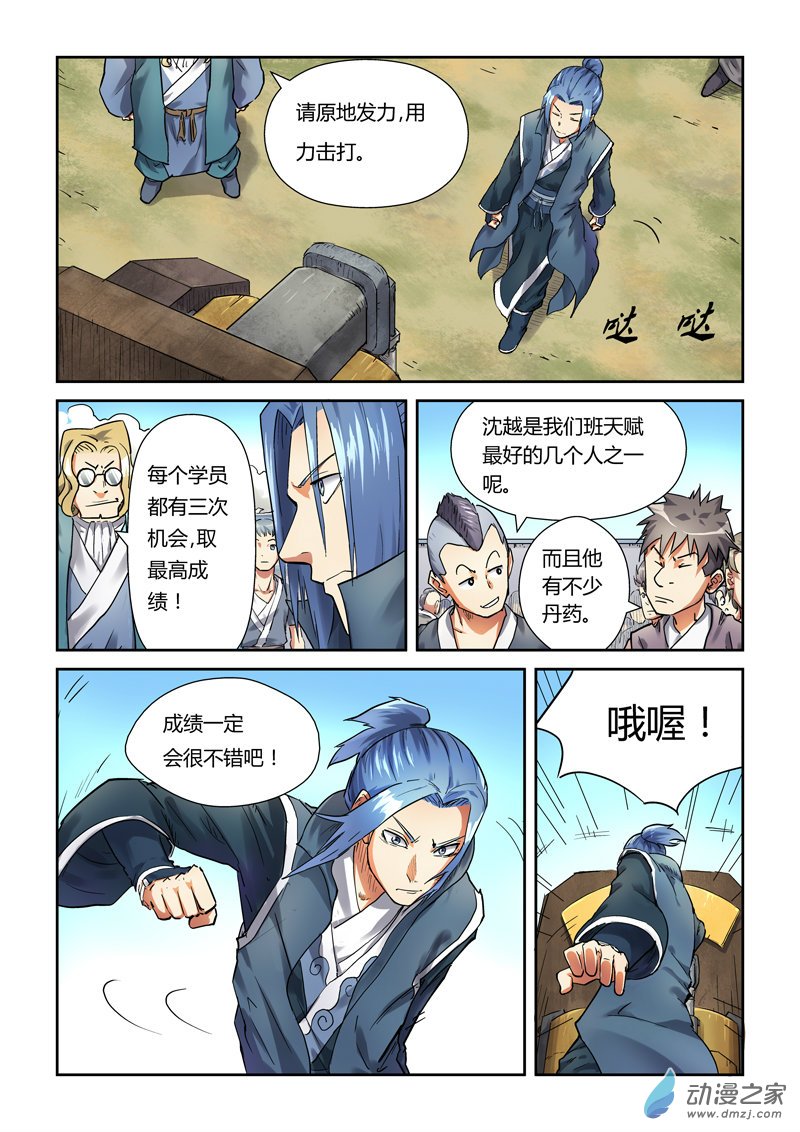 请原地发力,用
力击打。
哒 哒
每个学员
都有三次
机会,取
最高成
绩！
沈越是我们班天赋
最好的几个人之一
呢。
而且他
有不少
丹药。
成绩一定
会很不错吧！
哦喔！
动漫之家
www.dmzj.com